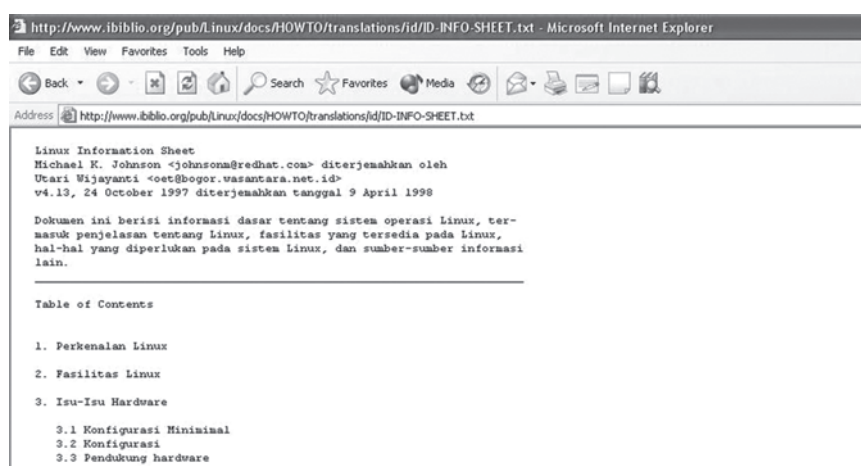 http://www.ibiblio.org/pub/Linux/docs/HOWTO/translations/id/ID-INFO-SHEET.txt - Microsoft Internet Explorer
File Edit View Favorites Tools Help
Back Search Favorites Media
Address http://www.ibiblio.org/pub/Linux/docs/HOWTO/translations/id/ID-INFO-SHEET.txt
Linux Information Sheet
Michael K. Johnson <johnsonm@redhat.com> diterjemahkan oleh
Utari Wijayanti <oet@bogor.wasantara.net.id>
v4.13, 24 October 1997 diterjemahkan tanggal 9 April 1998
Dokumen ini berisi informasi dasar tentang sistem operasi Linux, ter-
masuk penjelasan tentang Linux, fasilitas yang tersedia pada Linux,
hal-hal yang diperlukan pada sistem Linux, dan sumber-sumber informasi
lain.
Table of Contents
1. Perkenalan Linux
2. Fasilitas Linux
3. Isu-Isu Hardware
3.1 Konfigurasi Minimimal
3.2 Konfigurasi
3.3 Pendukung hardware